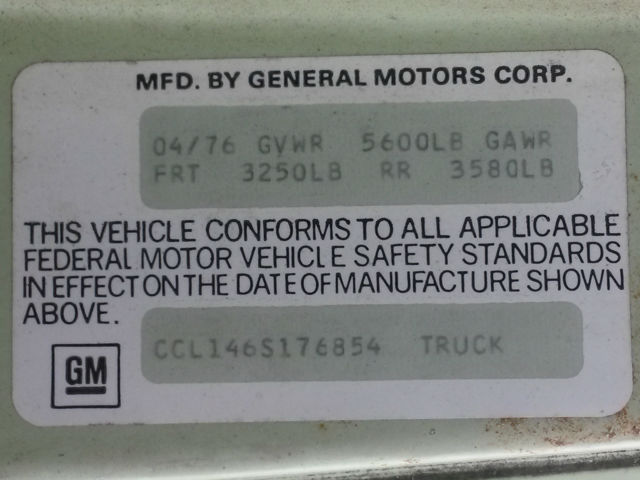 MFD. BY GENERAL MOTORS CORP.
04/76 GVWR 5600LB GAWR
FRT 3250LB RR 3580LB
THIS VEHICLE CONFORMS TO ALL APPLICABLE
FEDERAL MOTOR VEHICLE SAFETY STANDARDS
IN EFFECT ON THE DATE OF MANUFACTURE SHOWN
ABOVE.
CCL146S176854 TRUCK
GM